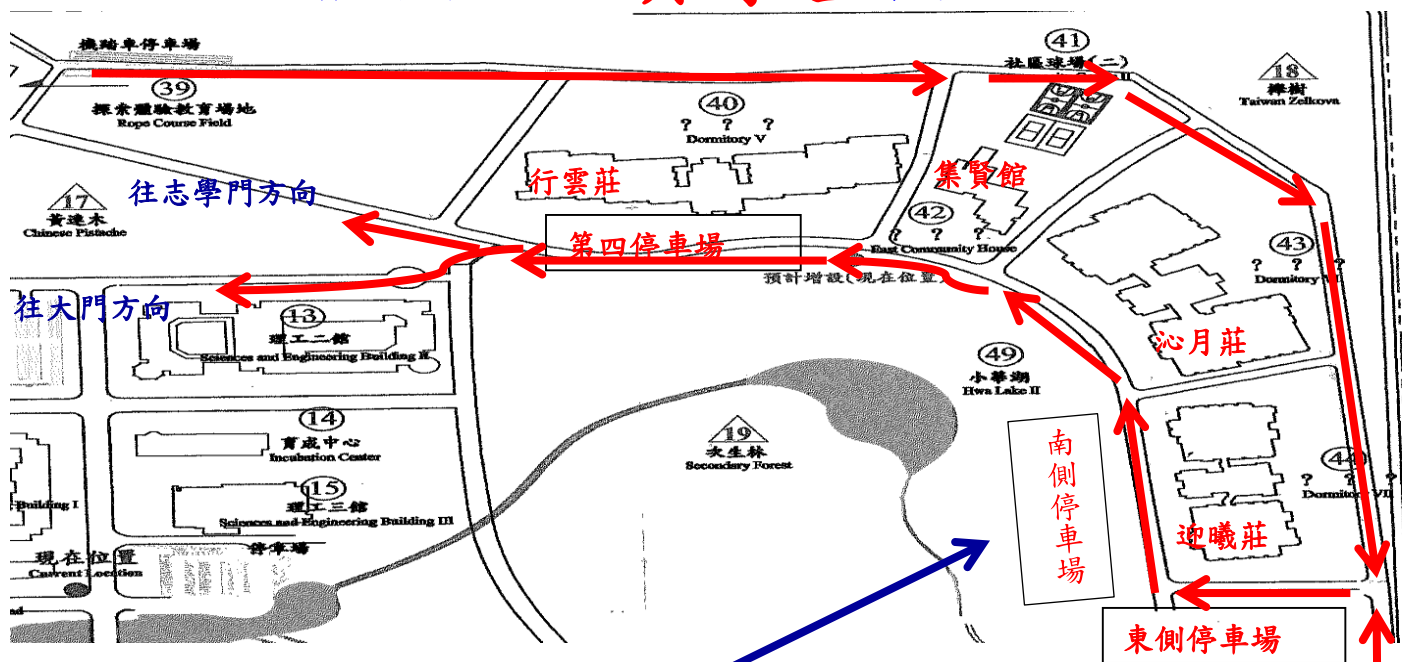 機踏車停車場
39
探索體驗教育場地
Rope Course Field
40
? ? ?
Dormitory V
行雲莊
41
社區球場(二)
18
櫸樹
Taiwan Zelkova
集賢館
42
? ? ?
East Community House
17
黃連木
Chinese Pistache
往志學門方向
第四停車場
預計增設(現在位置)
43
? ? ?
Dormitory VI
沁月莊
往大門方向
13
理工二館
Sciences and Engineering Building II
49
小華湖
Hwa Lake II
14
育成中心
Incubation Center
19
次生林
Secondary Forest
南側停車場
44
? ? ?
Dormitory VII
迎曦莊
15
理工三館
Sciences and Engineering Building III
Building I
停車場
現在位置
Current Location
東側停車場